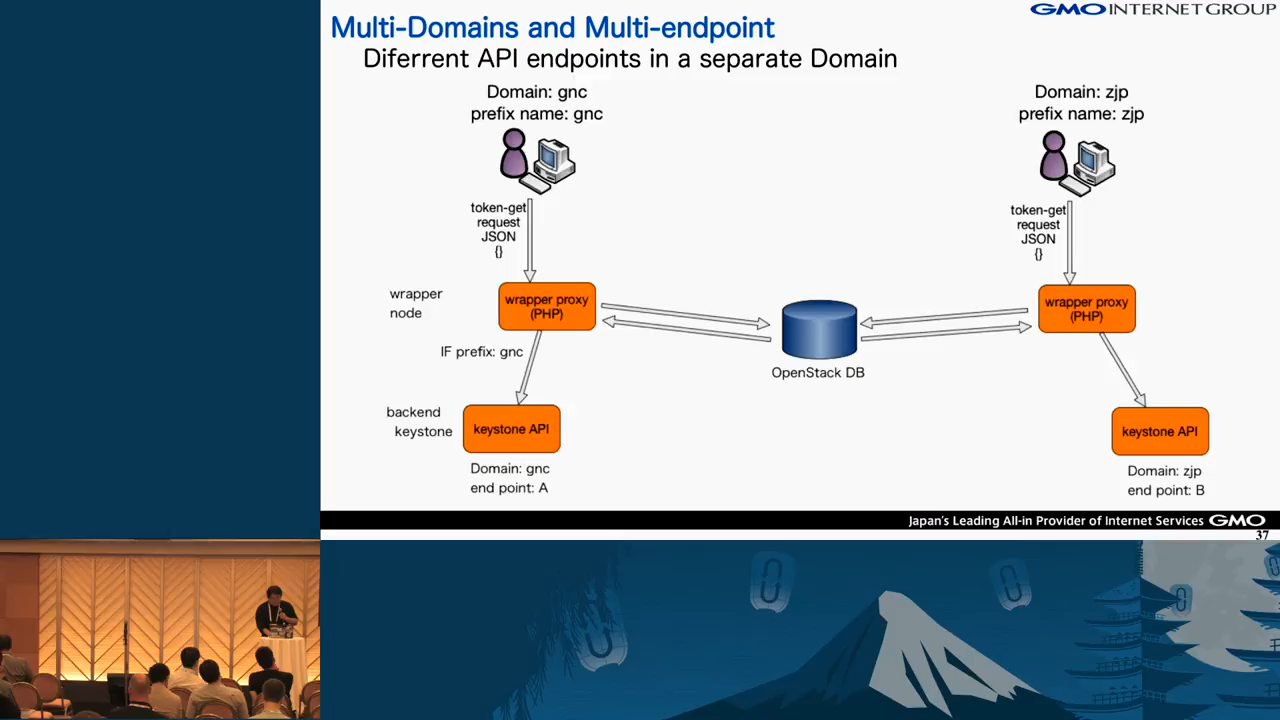 GMO INTERNET GROUP
Multi-Domains and Multi-endpoint
Diferrent API endpoints in a separate Domain
Domain: gnc
prefix name: gnc
Domain: zjp
prefix name: zjp
token-get
request
JSON
{}
token-get
request
JSON
{}
wrapper
node
wrapper proxy
(PHP)
wrapper proxy
(PHP)
OpenStack DB
IF prefix: gnc
backend
keystone
keystone API
keystone API
Domain: gnc
end point: A
Domain: zjp
end point: B
Japan's Leading All-in Provider of Internet Services GMO
37